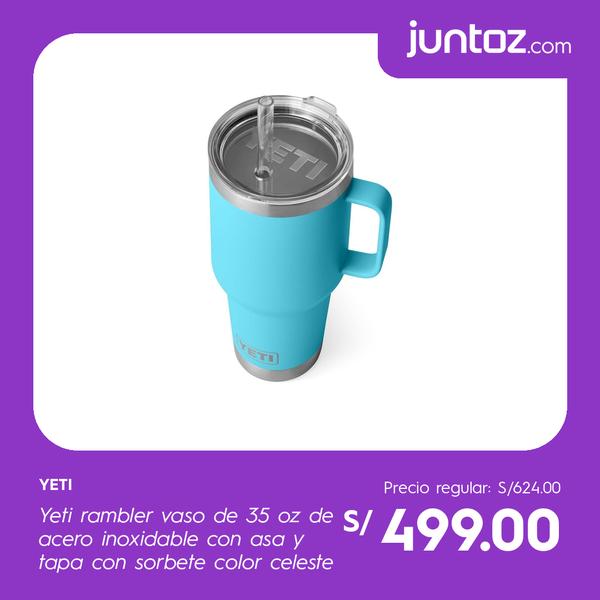 juntoz.com
YETI
YETI
YETI
Precio regular: S/624.00
Yeti rambler vaso de 35 oz de
acero inoxidable con asa y
tapa con sorbete color celeste
S/ 499.00